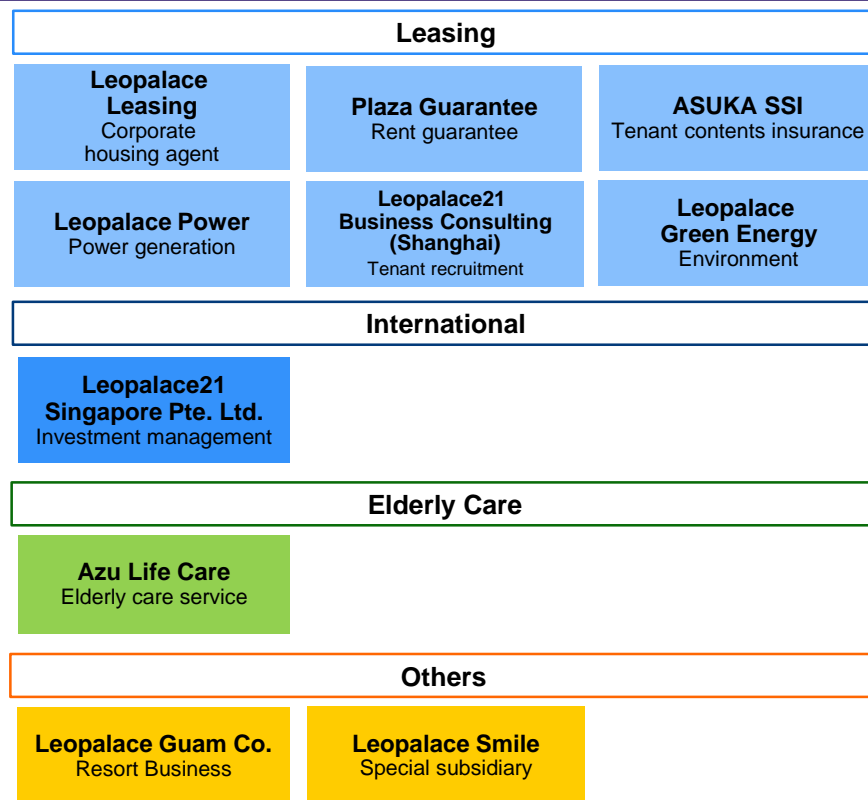 Leasing
Leopalace
Leasing
Corporate
housing agent
Plaza Guarantee
Rent guarantee
ASUKA SSI
Tenant contents insurance
Leopalace Power
Power generation
Leopalace21
Business Consulting
(Shanghai)
Tenant recruitment
Leopalace
Green Energy
Environment
International
Leopalace21
Singapore Pte. Ltd.
Investment management
Elderly Care
Azu Life Care
Elderly care service
Others
Leopalace Guam Co.
Resort Business
Leopalace Smile
Special subsidiary